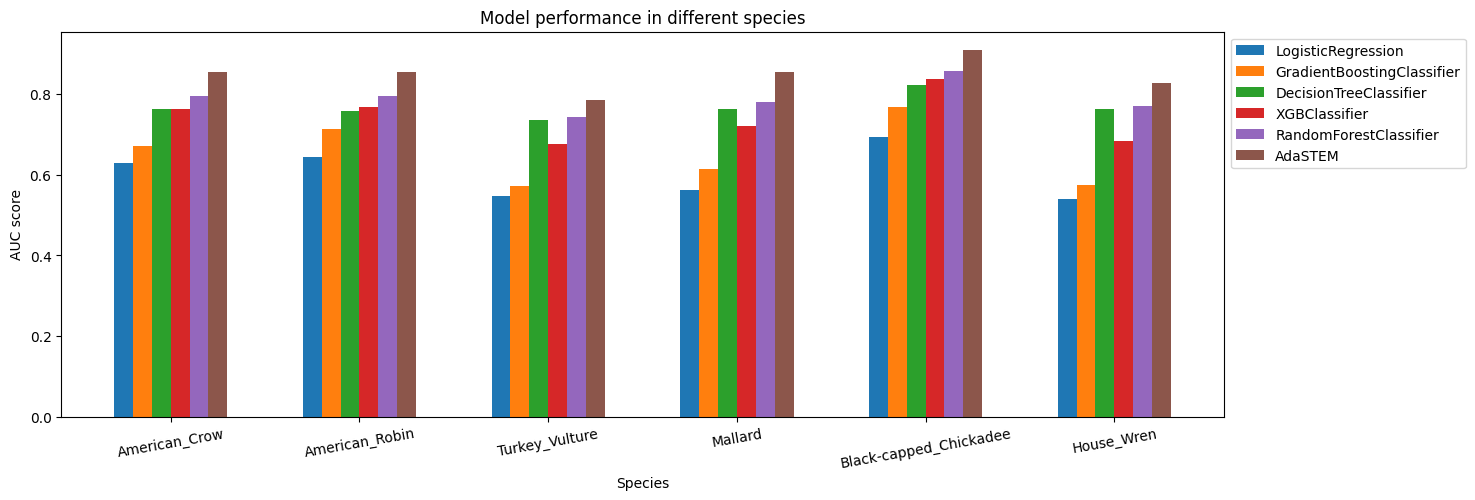 Model performance in different species
AUC score
0.8
0.6
0.4
0.2
0.0
American_Crow
American_Robin
Turkey_Vulture
Mallard
Black-capped_Chickadee
House_Wren
Species
LogisticRegression
GradientBoostingClassifier
DecisionTreeClassifier
XGBClassifier
RandomForestClassifier
AdaSTEM